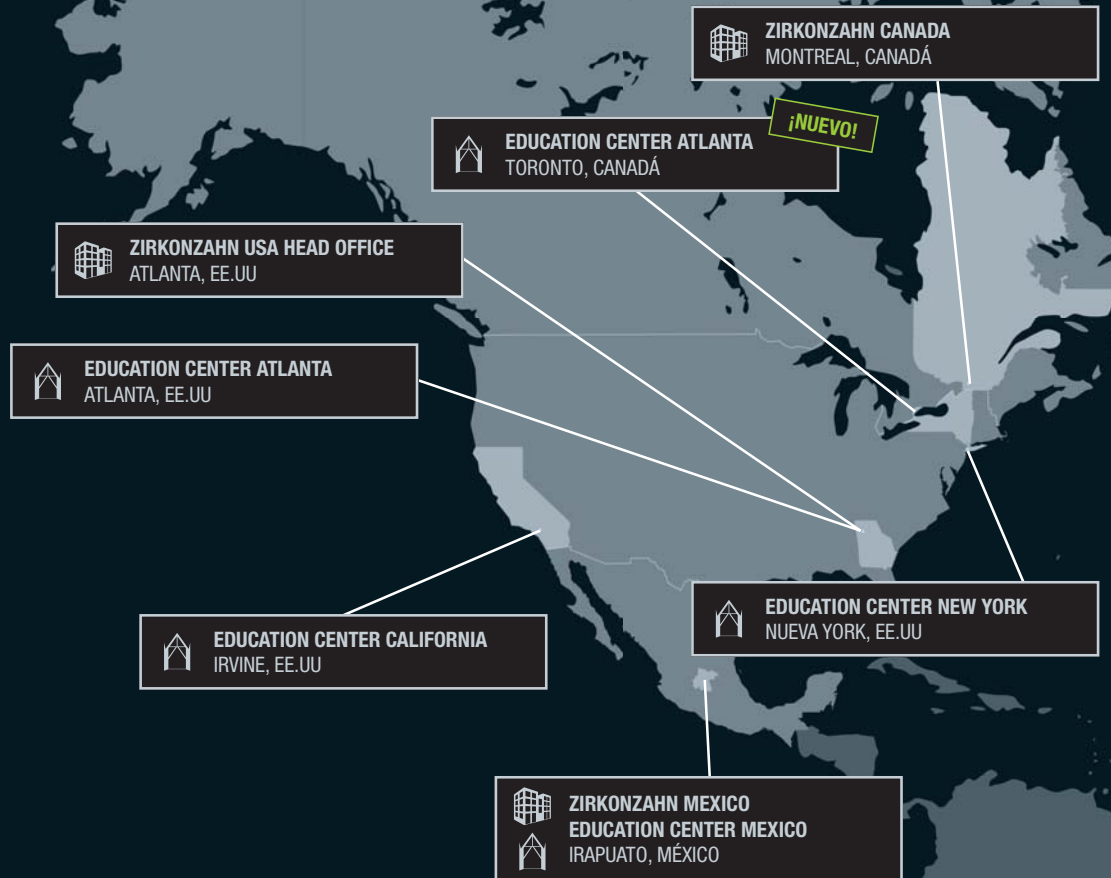 ZIRKONZAHN CANADA
MONTREAL, CANADÁ
¡NUEVO!
EDUCATION CENTER ATLANTA
TORONTO, CANADÁ
ZIRKONZAHN USA HEAD OFFICE
ATLANTA, EE.UU
EDUCATION CENTER ATLANTA
ATLANTA, EE.UU
EDUCATION CENTER NEW YORK
NUEVA YORK, EE.UU
EDUCATION CENTER CALIFORNIA
IRVINE, EE.UU
ZIRKONZAHN MEXICO
EDUCATION CENTER MEXICO
IRAPUATO, MÉXICO